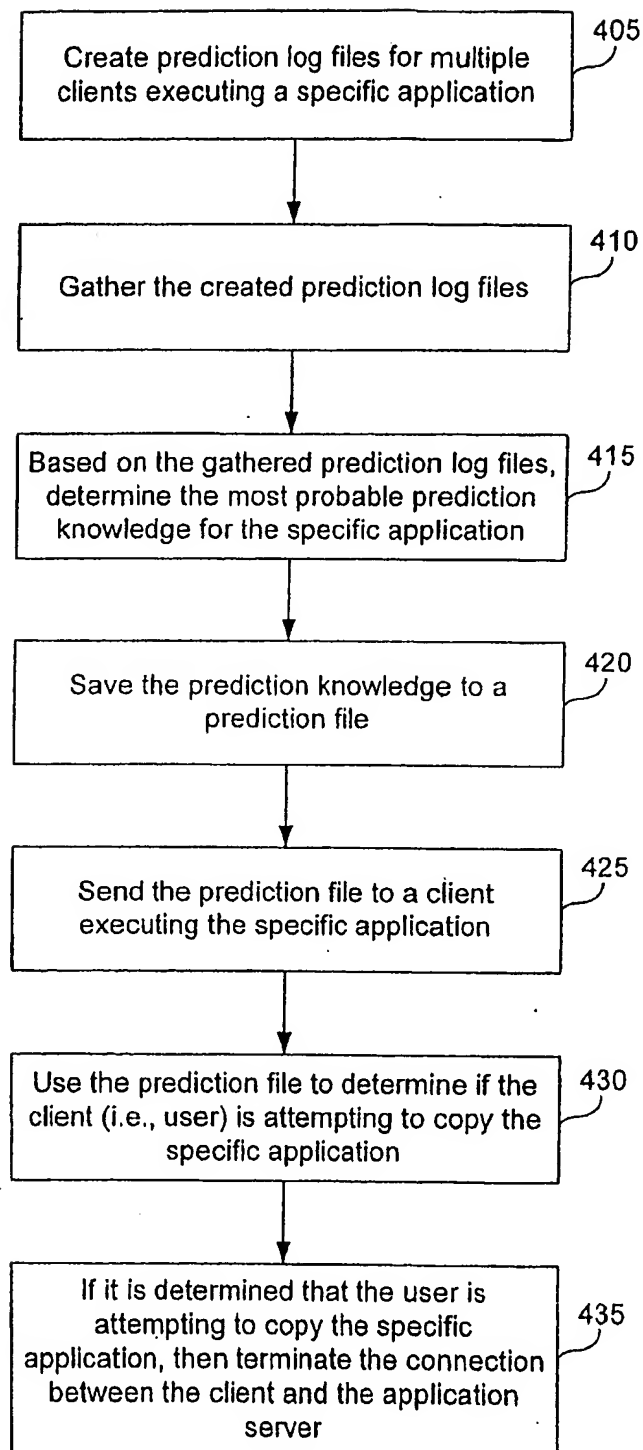 Create prediction log files for multiple
clients executing a specific application
405
Gather the created prediction log files
410
Based on the gathered prediction log files,
determine the most probable prediction
knowledge for the specific application
415
Save the prediction knowledge to a
prediction file
420
Send the prediction file to a client
executing the specific application
425
Use the prediction file to determine if the
client (i.e., user) is attempting to copy the
specific application
430
If it is determined that the user is
attempting to copy the specific
application, then terminate the connection
between the client and the application
server
435